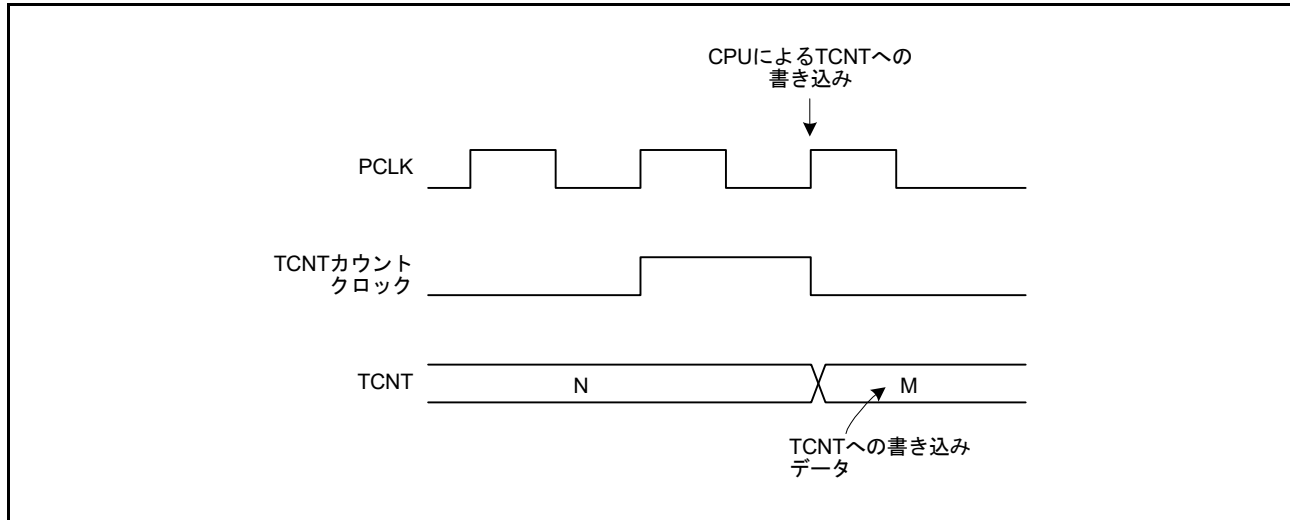 CPUによるTCNTへの
書き込み
PCLK
TCNTカウント
クロック
TCNT
N
M
TCNTへの書き込み
データ